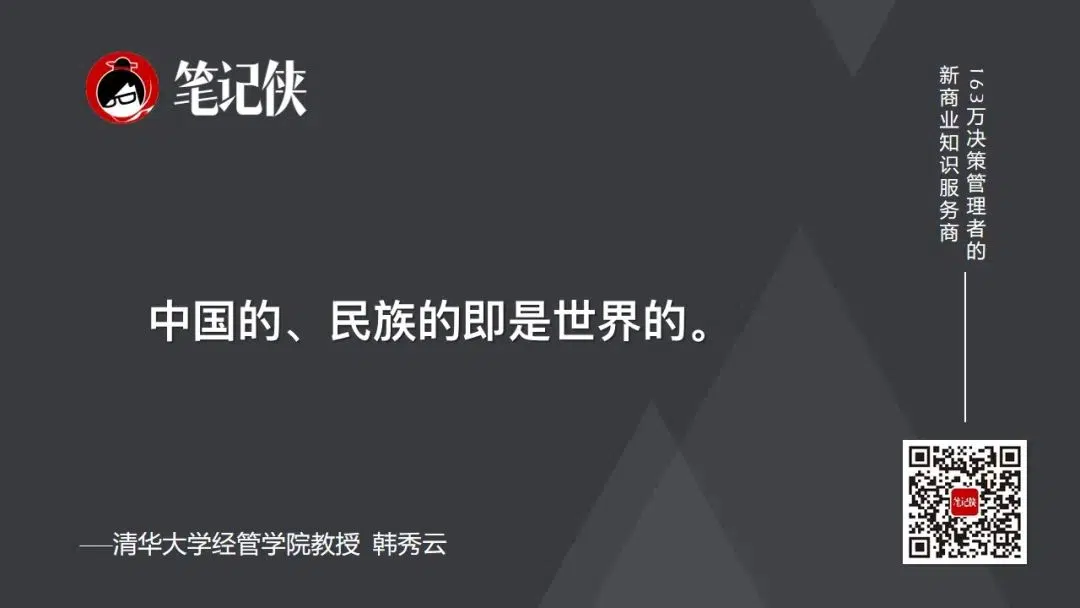 笔记侠
163万决策管理者的
新商业知识服务商
中国的、民族的即是世界的。
——清华大学经管学院教授 韩秀云
笔记侠